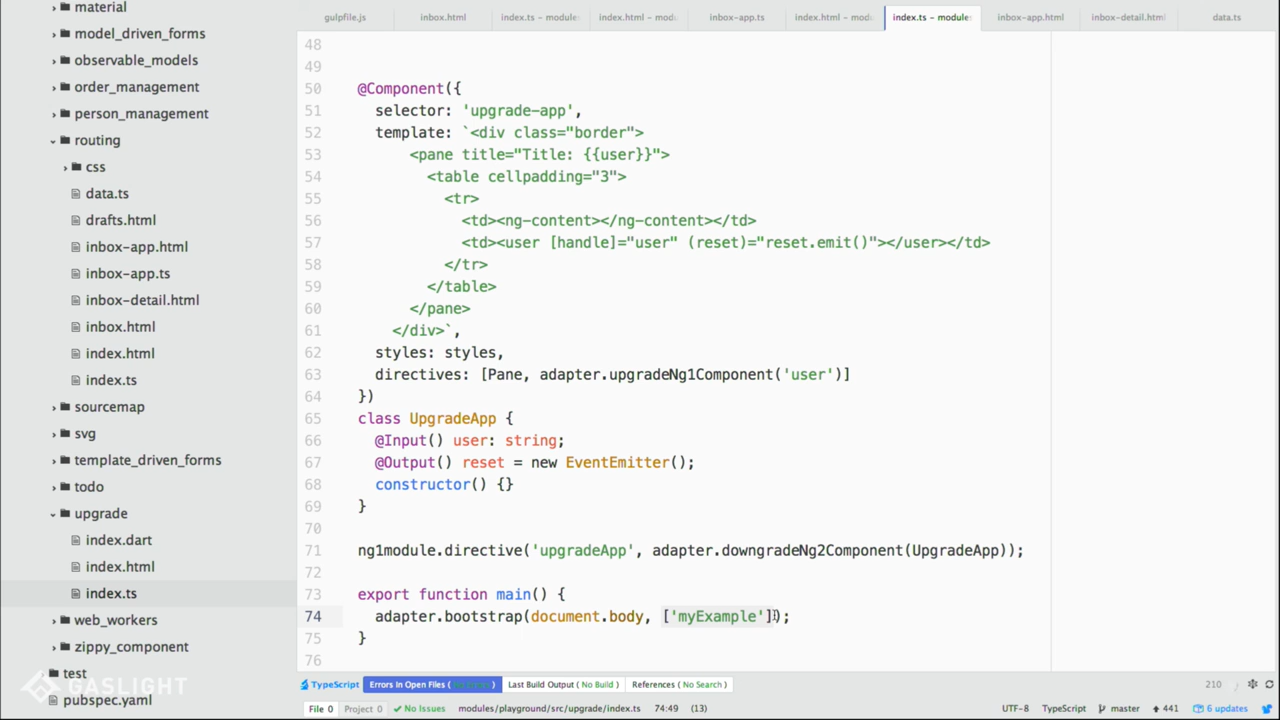 material
model_driven_forms
observable_models
order_management
person_management
routing
css
data.ts
drafts.html
inbox-app.html
inbox-app.ts
inbox-detail.html
inbox.html
index.html
index.ts
sourcemap
svg
template_driven_forms
todo
upgrade
index.dart
index.html
index.ts
web_workers
zippy_component
test
pubspec.yaml
GASLIGHT
gulpfile.js inbox.html index.ts – module index.html – mod inbox-app.ts index.html – mod index.ts – module inbox-app.html inbox-detail.html data.ts
48
49
50 @Component({
51 selector: 'upgrade-app',
52 template: `<div class="border">
53 <pane title="Title: {{user}}">
54 <table cellpadding="3">
55 <tr>
56 <td><ng-content></ng-content></td>
57 <td><user [handle]="user" (reset)="reset.emit()"></user></td>
58 </tr>
59 </table>
60 </pane>
61 </div>`,
62 styles: styles,
63 directives: [Pane, adapter.upgradeNg1Component('user')]
64 })
65 class UpgradeApp {
66 @Input() user: string;
67 @Output() reset = new EventEmitter();
68 constructor() {}
69 }
70
71 ng1module.directive('upgradeApp', adapter.downgradeNg2Component(UpgradeApp));
72
73 export function main() {
74 adapter.bootstrap(document.body, ['myExample']);
75 }
76
TypeScript Errors In Open Files ( ) Last Build Output ( No Build ) References ( No Search ) 210
File 0 Project 0 No Issues modules/playground/src/upgrade/index.ts 74:49 (13) UTF-8 TypeScript master 441 6 updates